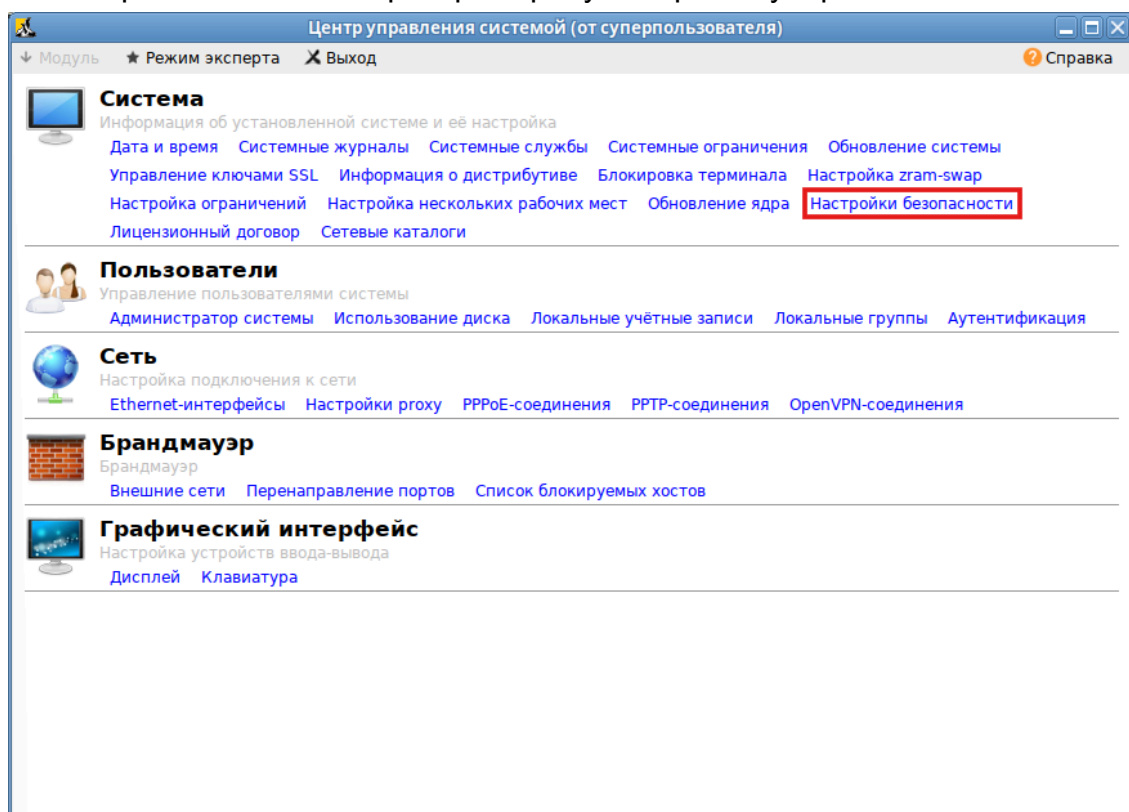 Центр управления системой (от суперпользователя)
Модуль Режим эксперта Выход Справка
Система
Информация об установленной системе и её настройка
Дата и время Системные журналы Системные службы Системные ограничения Обновление системы
Управление ключами SSL Информация о дистрибутиве Блокировка терминала Настройка zram-swap
Настройка ограничений Настройка нескольких рабочих мест Обновление ядра Настройки безопасности
Лицензионный договор Сетевые каталоги
Пользователи
Управление пользователями системы
Администратор системы Использование диска Локальные учётные записи Локальные группы Аутентификация
Сеть
Настройка подключения к сети
Ethernet-интерфейсы Настройки proxy PPPoE-соединения PPTP-соединения OpenVPN-соединения
Брандмауэр
Брандмауэр
Внешние сети Перенаправление портов Список блокируемых хостов
Графический интерфейс
Настройка устройств ввода-вывода
Дисплей Клавиатура